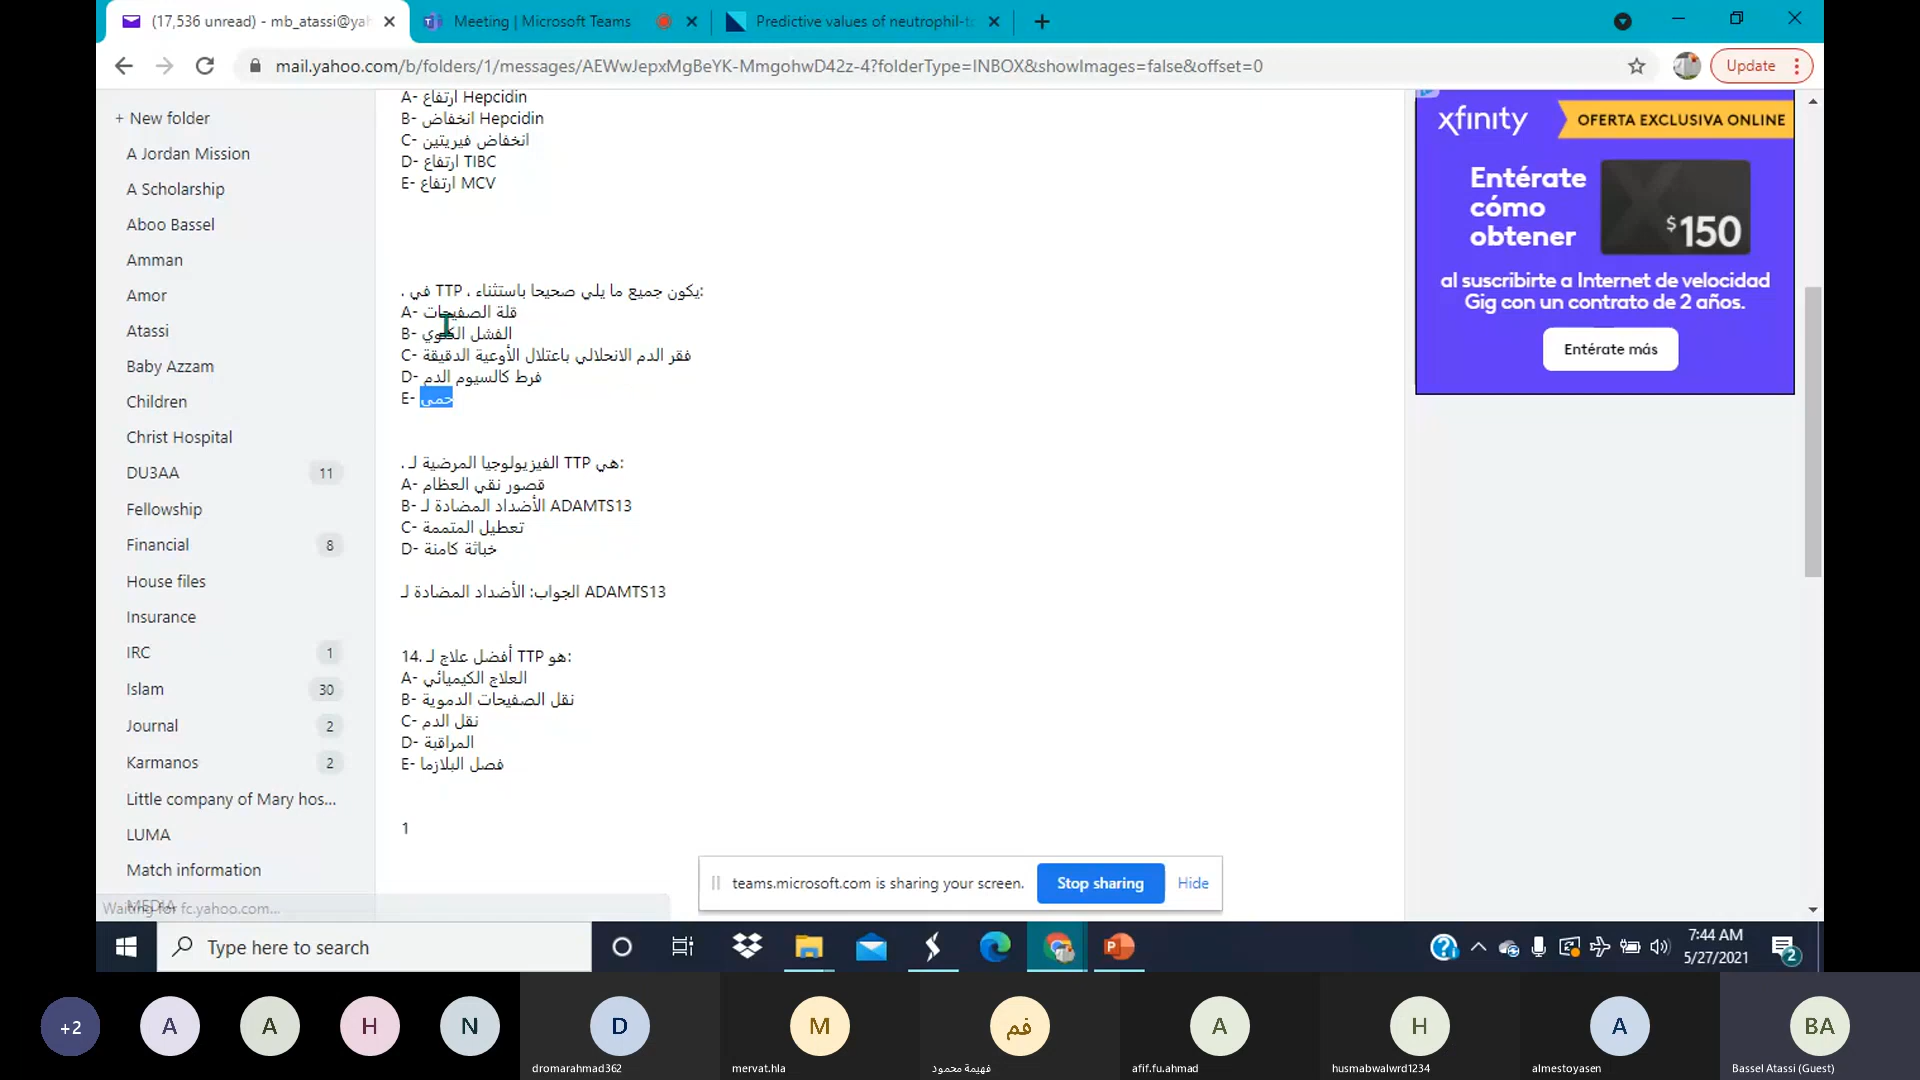 (17,536 unread) - mb_atassi@yah
Meeting | Microsoft Teams
Predictive values of neutrophil-to
mail.yahoo.com/b/folders/1/messages/AEWwJepxMgBeYK-MmgohwD42z-4?folderType=INBOX&showImages=false&offset=0
Update
+ New folder
A Jordan Mission
A Scholarship
Aboo Bassel
Amman
Amor
Atassi
Baby Azzam
Children
Christ Hospital
DU3AA 11
Fellowship
Financial 8
House files
Insurance
IRC 1
Islam 30
Journal 2
Karmanos 2
Little company of Mary hos...
LUMA
Match information
MEDIA
Waiting for fc.yahoo.com...
A- ارتفاع Hepcidin
B- انخفاض Hepcidin
C- انخفاض فيريتين
D- ارتفاع TIBC
E- ارتفاع MCV
. في TTP ، يكون جميع ما يلي صحيحا باستثناء:
A- قلة الصفيحات
B- الفشل الكلوي
C- فقر الدم الانحلالي باعتلال الأوعية الدقيقة
D- فرط كالسيوم الدم
E- حمى
. الفيزيولوجيا المرضية لـ TTP هي:
A- قصور نقي العظام
B- الأضداد المضادة لـ ADAMTS13
C- تعطيل المتممة
D- خباثة كامنة
الجواب: الأضداد المضادة لـ ADAMTS13
14. أفضل علاج لـ TTP هو:
A- العلاج الكيميائي
B- نقل الصفيحات الدموية
C- نقل الدم
D- المراقبة
E- فصل البلازما
1
xfinity
OFERTA EXCLUSIVA ONLINE
Entérate
cómo
obtener
$150
al suscribirte a Internet de velocidad
Gig con un contrato de 2 años.
Entérate más
teams.microsoft.com is sharing your screen.
Stop sharing
Hide
Type here to search
7:44 AM
5/27/2021
2
+2
A
A
H
N
D
M
فم
A
H
A
BA
dromarahmad362
mervat.hla
فهيمة محمود
afif.fu.ahmad
husmabwalwrd1234
almestoyasen
Bassel Atassi (Guest)